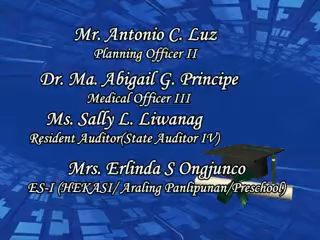 Mr. Antonio C. Luz
Planning Officer II
Dr. Ma. Abigail G. Principe
Medical Officer III
Ms. Sally L. Liwanag
Resident Auditor(State Auditor IV)
Mrs. Erlinda S Ongjunco
ES-I (HEKASI/ Araling Panlipunan/Preschool)